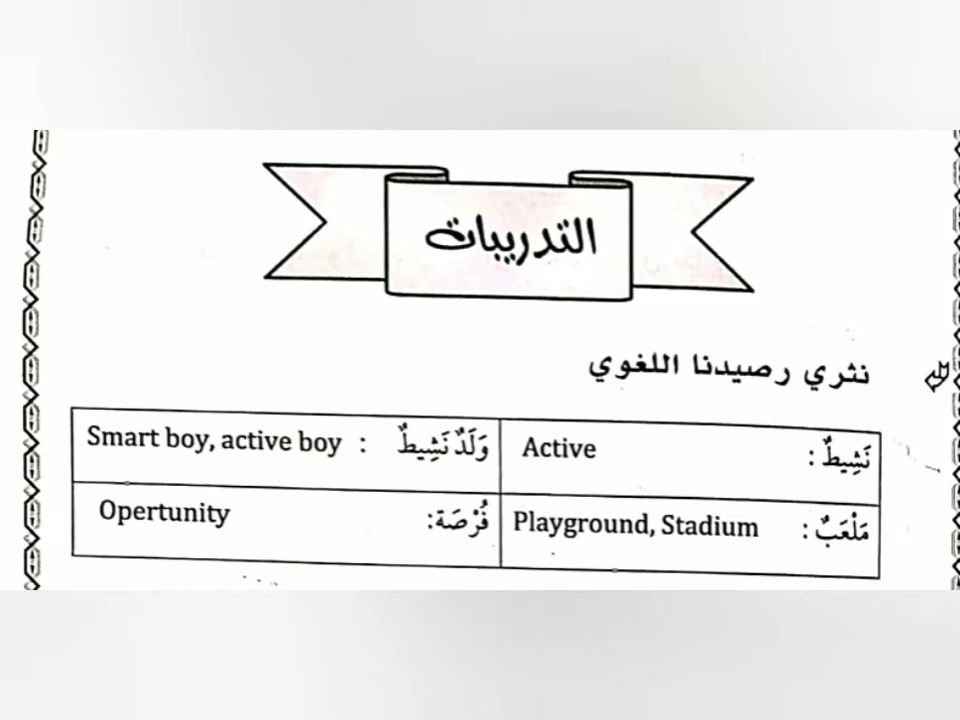 التدريبات
نثري رصيدنا اللغوي
نَشِيطٌ : Active
وَلَدٌ نَشِيطٌ : Smart boy, active boy
مَلْعَبٌ : Playground, Stadium
فُرْصَة: Opertunity